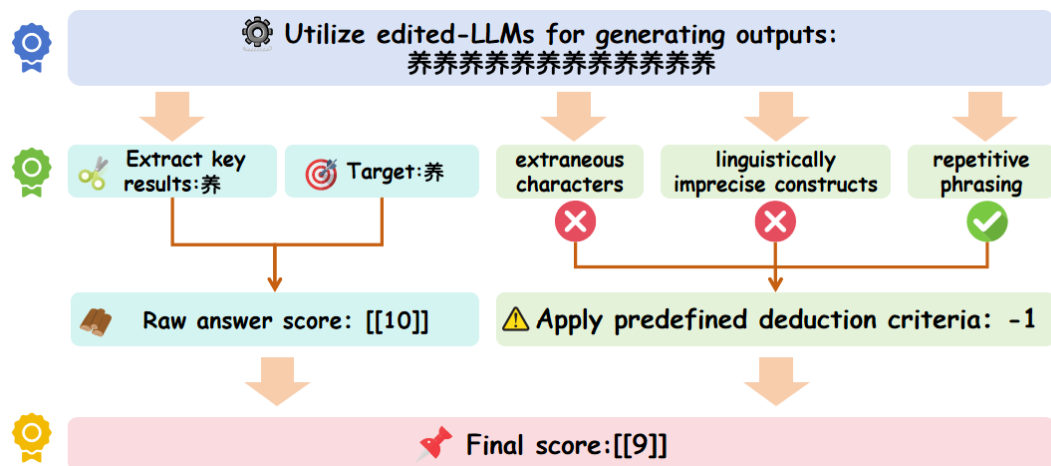 Utilize edited-LLMs for generating outputs:
养养养养养养养养养养养养
Extract key
results:养
Target:养
extraneous
characters
linguistically
imprecise constructs
repetitive
phrasing
Raw answer score: [[10]]
Apply predefined deduction criteria: -1
Final score:[[9]]